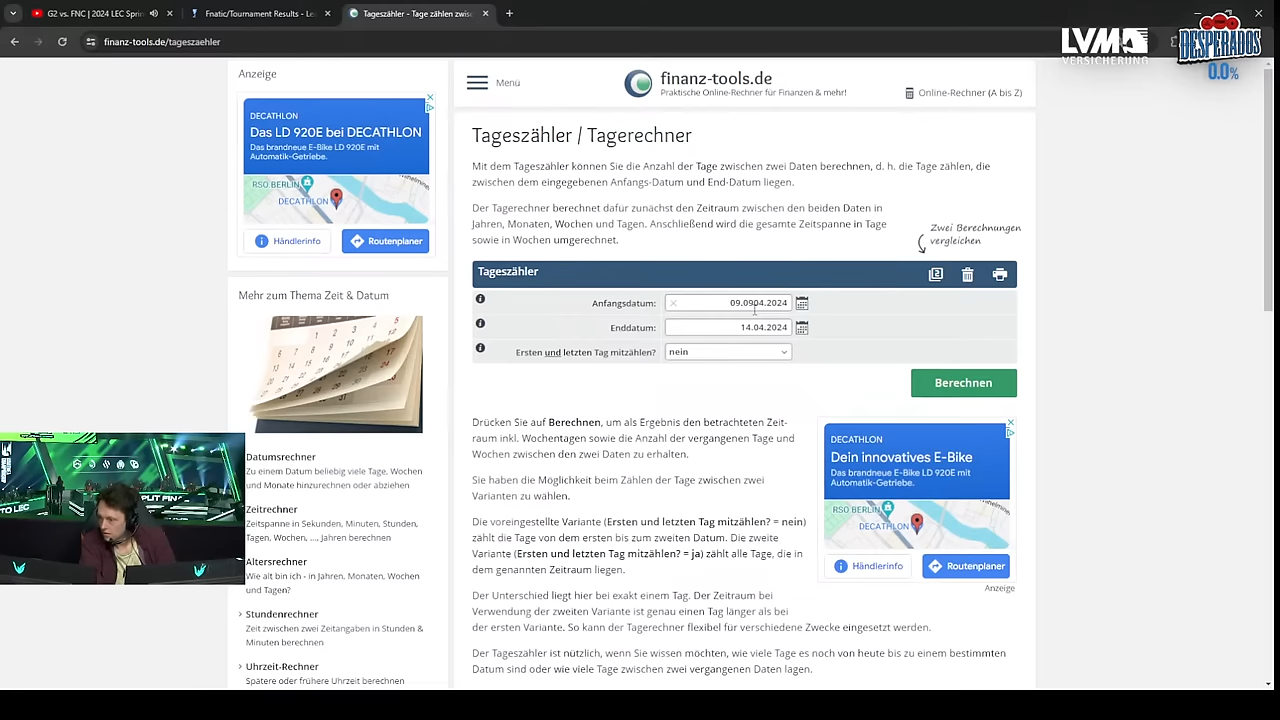 G2 vs. FNC | 2024 LEC Sprin
Fnatic/Tournament Results - Le
Tageszähler - Tage zählen zwis
finanz-tools.de/tageszaehler
LVM
VERSICHERUNG
DESPERADOS
0.0%
Anzeige
DECATHLON
Das LD 920E bei DECATHLON
Das brandneue E-Bike LD 920E mit
Automatik-Getriebe.
RSO.BERLIN
DECATHLON
Händlerinfo
Routenplaner
Mehr zum Thema Zeit & Datum
Datumsrechner
Zu einem Datum beliebig viele Tage, Wochen
und Monate hinzurechnen oder abziehen
Zeitrechner
Zeitspanne in Sekunden, Minuten, Stunden,
Tagen, Wochen, ..., Jahren berechnen
Altersrechner
Wie alt bin ich - in Jahren, Monaten, Wochen
und Tagen?
Stundenrechner
Zeit zwischen zwei Zeitangaben in Stunden &
Minuten berechnen
Uhrzeit-Rechner
Spätere oder frühere Uhrzeit berechnen
Menü
finanz-tools.de
Praktische Online-Rechner für Finanzen & mehr!
Online-Rechner (A bis Z)
Tageszähler / Tagerechner
Mit dem Tageszähler können Sie die Anzahl der Tage zwischen zwei Daten berechnen, d. h. die Tage zählen, die
zwischen dem eingegebenen Anfangs-Datum und End-Datum liegen.
Der Tagerechner berechnet dafür zunächst den Zeitraum zwischen den beiden Daten in
Jahren, Monaten, Wochen und Tagen. Anschließend wird die gesamte Zeitspanne in Tage
sowie in Wochen umgerechnet.
Zwei Berechnungen
vergleichen
Tageszähler
Anfangsdatum: 09.0904.2024
Enddatum: 14.04.2024
Ersten und letzten Tag mitzählen? nein
Berechnen
Drücken Sie auf Berechnen, um als Ergebnis den betrachteten Zeit-
raum inkl. Wochentagen sowie die Anzahl der vergangenen Tage und
Wochen zwischen den zwei Daten zu erhalten.
Sie haben die Möglichkeit beim Zählen der Tage zwischen zwei
Varianten zu wählen.
Die voreingestellte Variante (Ersten und letzten Tag mitzählen? = nein)
zählt die Tage von dem ersten bis zum zweiten Datum. Die zweite
Variante (Ersten und letzten Tag mitzählen? = ja) zählt alle Tage, die in
dem genannten Zeitraum liegen.
Der Unterschied liegt hier bei exakt einem Tag. Der Zeitraum bei
Verwendung der zweiten Variante ist genau einen Tag länger als bei
der ersten Variante. So kann der Tagerechner flexibel für verschiedene Zwecke eingesetzt werden.
Der Tageszähler ist nützlich, wenn Sie wissen möchten, wie viele Tage es noch von heute bis zu einem bestimmten
Datum sind oder wie viele Tage zwischen zwei vergangenen Daten lagen.
DECATHLON
Dein innovatives E-Bike
Das brandneue E-Bike LD 920E mit
Automatik-Getriebe.
RSO.BERLIN
DECATHLON
Händlerinfo
Routenplaner
Anzeige